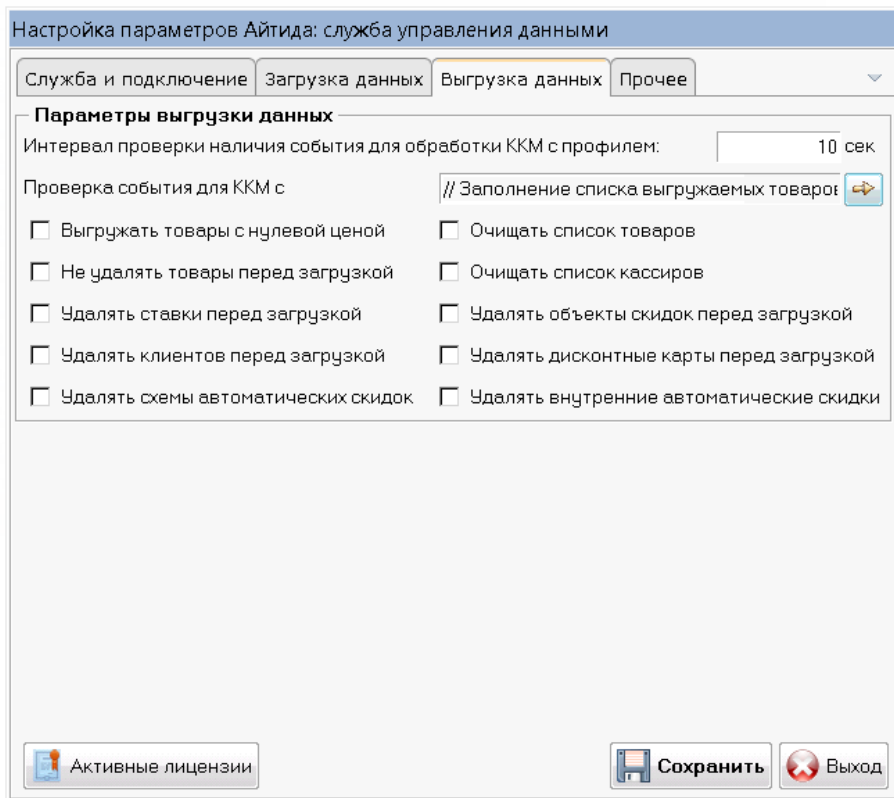 Настройка параметров Айтида: служба управления данными
Служба и подключение Загрузка данных Выгрузка данных Прочее
Параметры выгрузки данных
Интервал проверки наличия события для обработки ККМ с профилем: 10 сек
Проверка события для ККМ с // Заполнение списка выгружаемых товаров
Выгружать товары с нулевой ценой Очищать список товаров
Не удалять товары перед загрузкой Очищать список кассиров
Удалять ставки перед загрузкой Удалять объекты скидок перед загрузкой
Удалять клиентов перед загрузкой Удалять дисконтные карты перед загрузкой
Удалять схемы автоматических скидок Удалять внутренние автоматические скидки
Активные лицензии Сохранить Выход